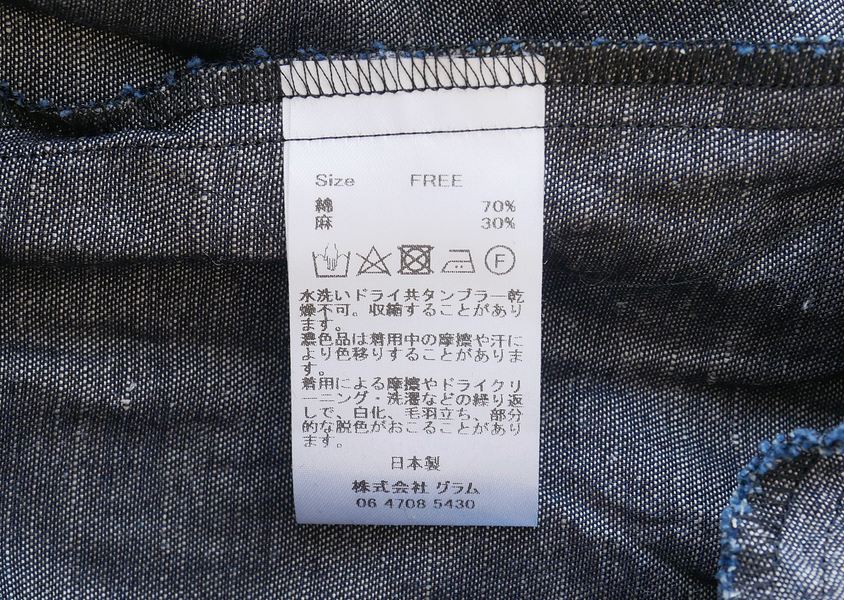 Size FREE
綿 70%
麻 30%
F
水洗いドライ共タンブラー乾
燥不可。収縮することがあり
ます。
濃色品は着用中の摩擦や汗に
より色移りすることがありま
す。
着用による摩擦やドライクリ
ーニング・洗濯などの繰り返
しで、白化、毛羽立ち、部分
的な脱色がおこることがあり
ます。
日本製
株式会社 グラム
06 4708 5430